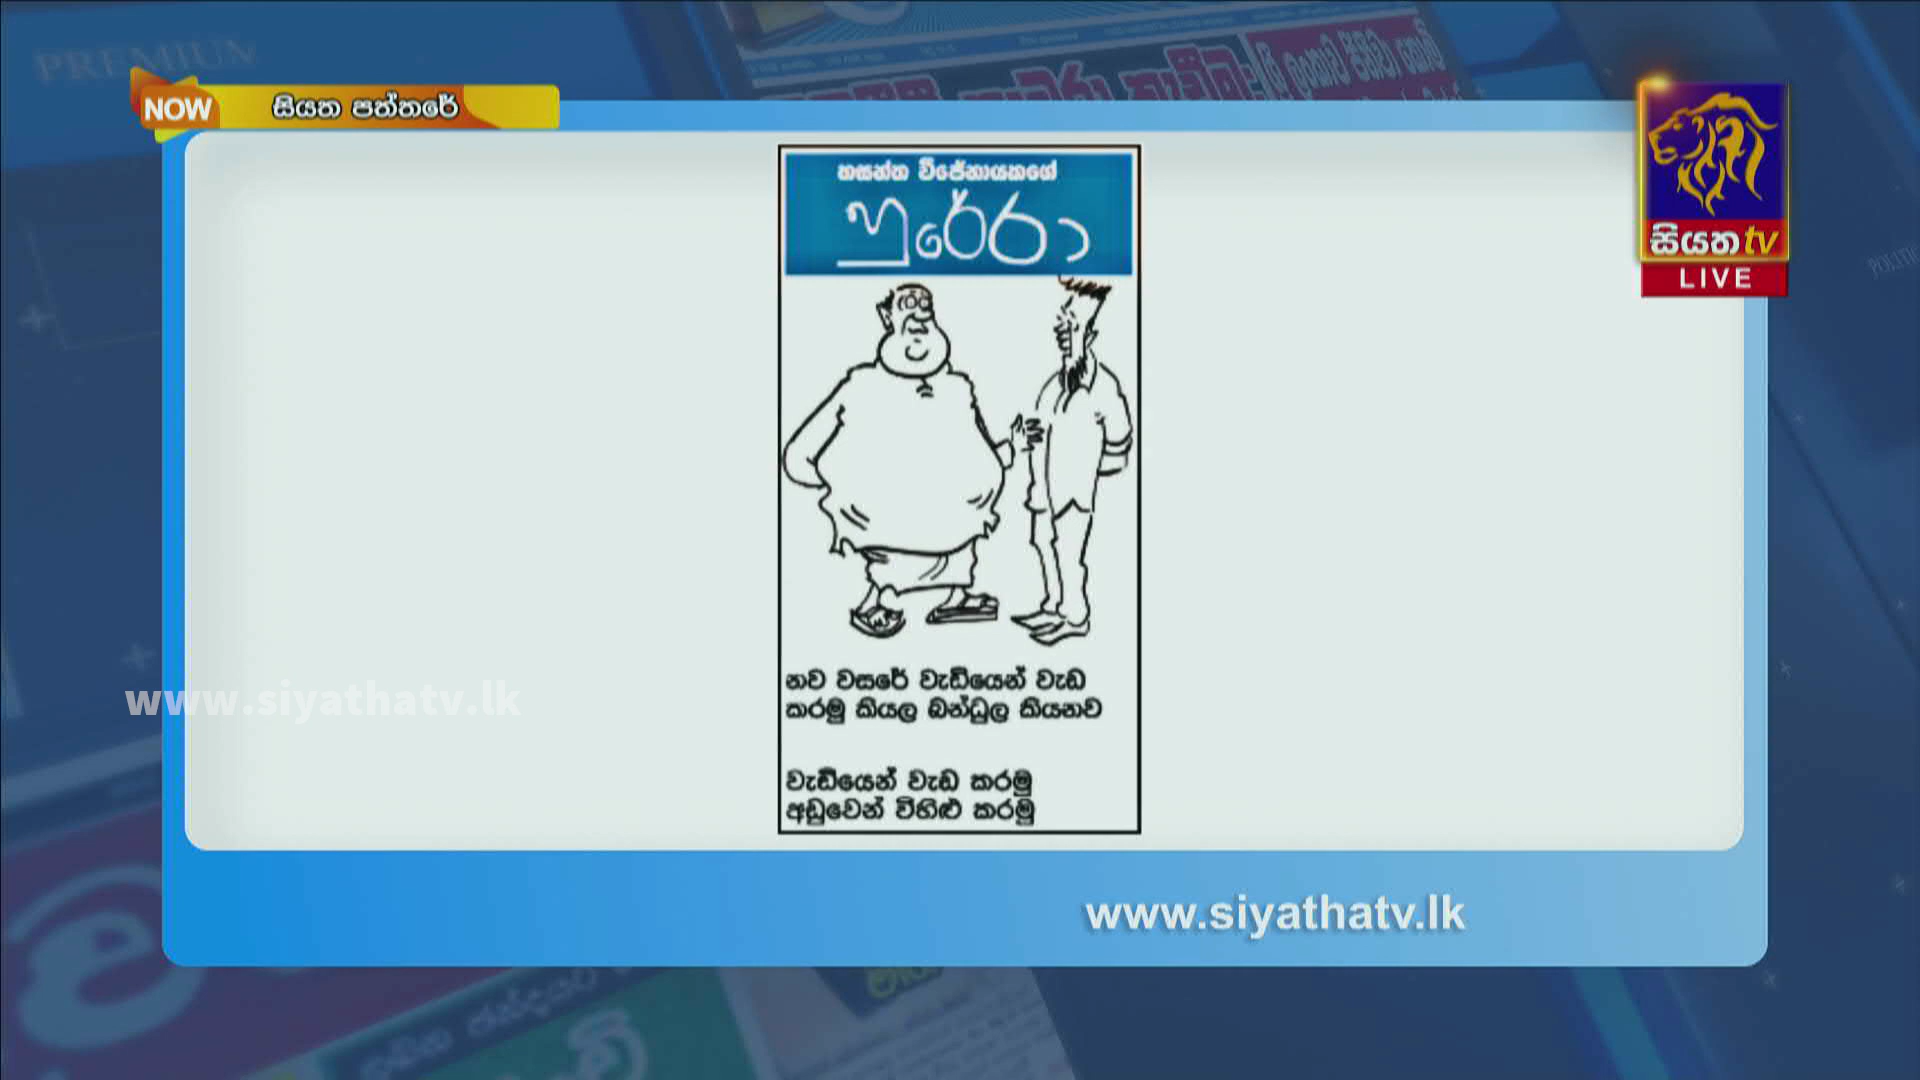 PREMIUM
NOW
සියත පත්තරේ
සියත tv
LIVE
හසන්ත විජේනායකගේ
හුරේරා
නව වසරේ වැඩියෙන් වැඩ
කරමු කියල බන්ධුල කියනව
වැඩියෙන් වැඩ කරමු
අඩුවෙන් විහිළු කරමු
www.siyathatv.lk
www.siyathatv.lk